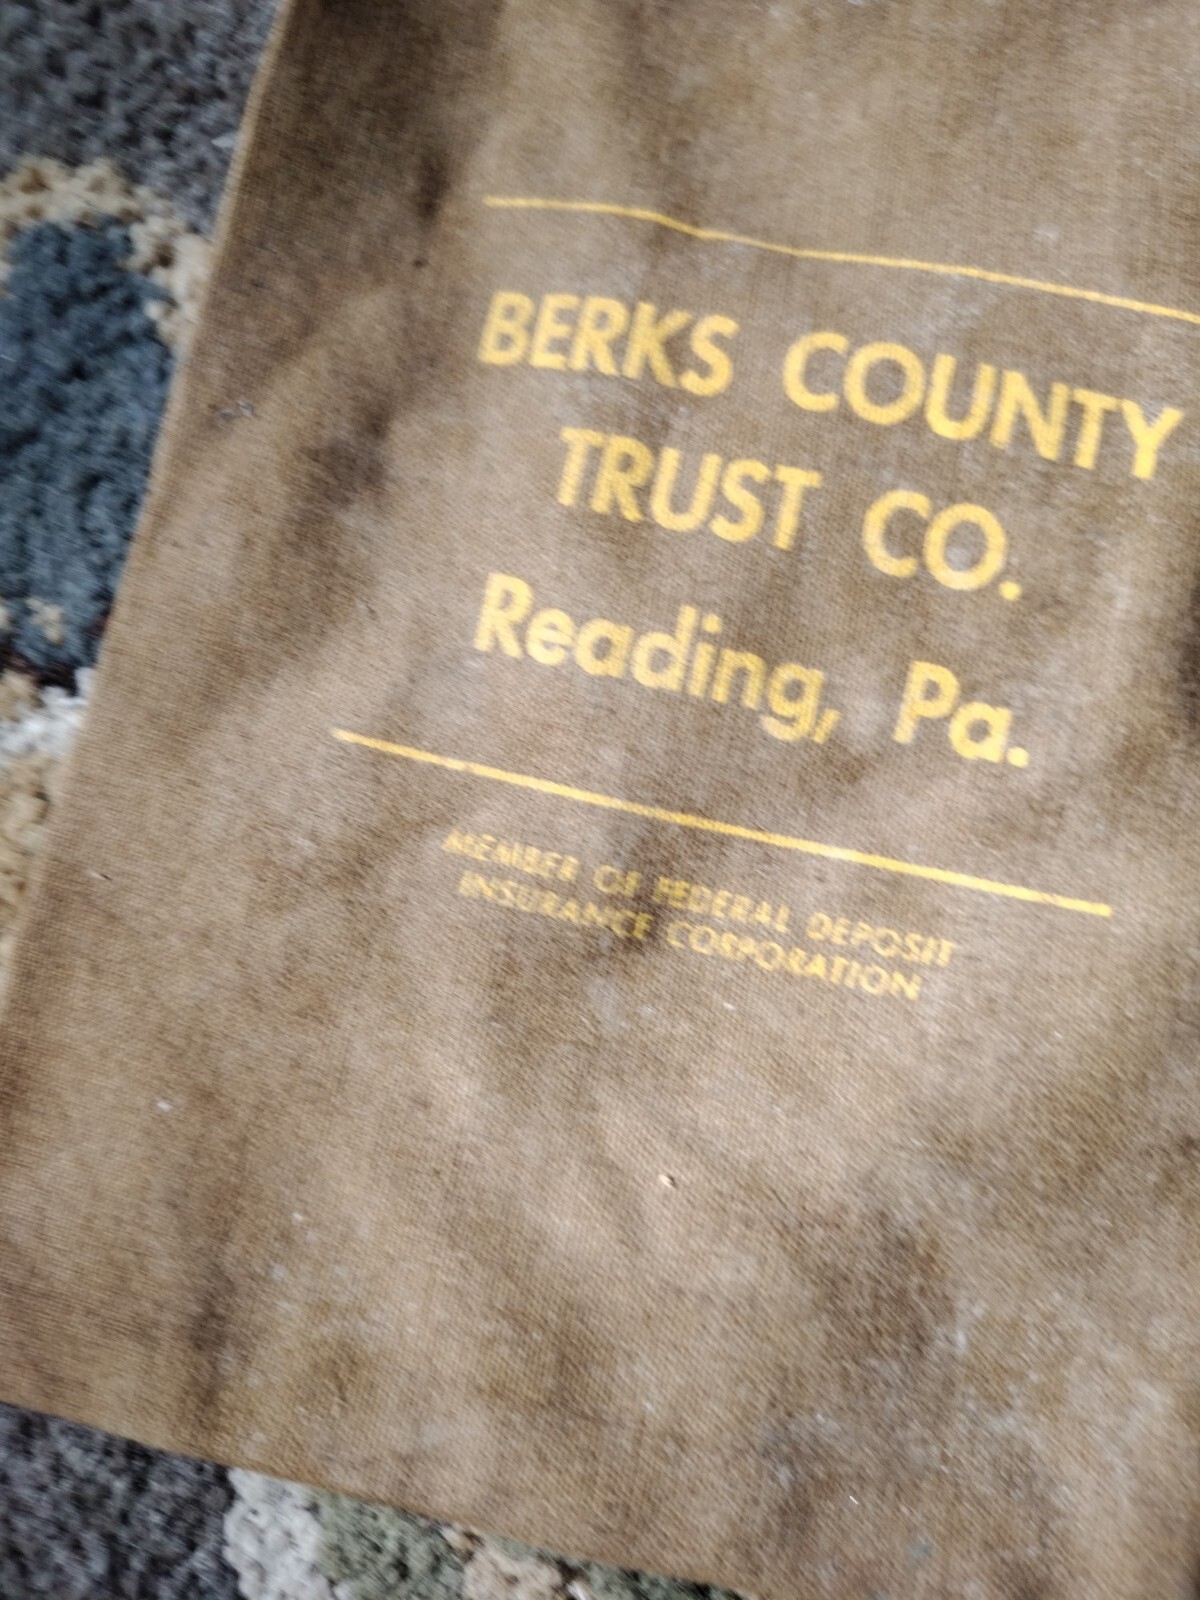 BERKS COUNTY
TRUST CO.
Reading, Pa.
MEMBER OF FEDERAL DEPOSIT
INSURANCE CORPORATION